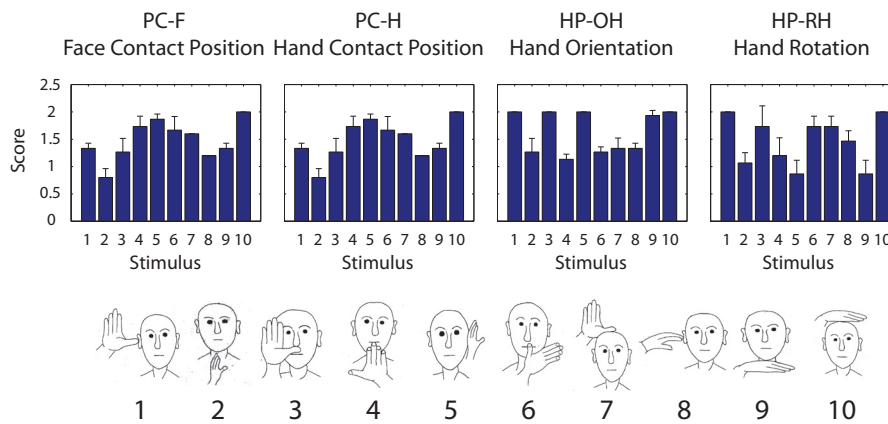 PC-F
Face Contact Position
PC-H
Hand Contact Position
HP-OH
Hand Orientation
HP-RH
Hand Rotation
Score
2.5
2
1.5
1
0.5
0
1 2 3 4 5 6 7 8 9 10
1 2 3 4 5 6 7 8 9 10
1 2 3 4 5 6 7 8 9 10
1 2 3 4 5 6 7 8 9 10
Stimulus
Stimulus
Stimulus
Stimulus
1 2 3 4 5 6 7 8 9 10